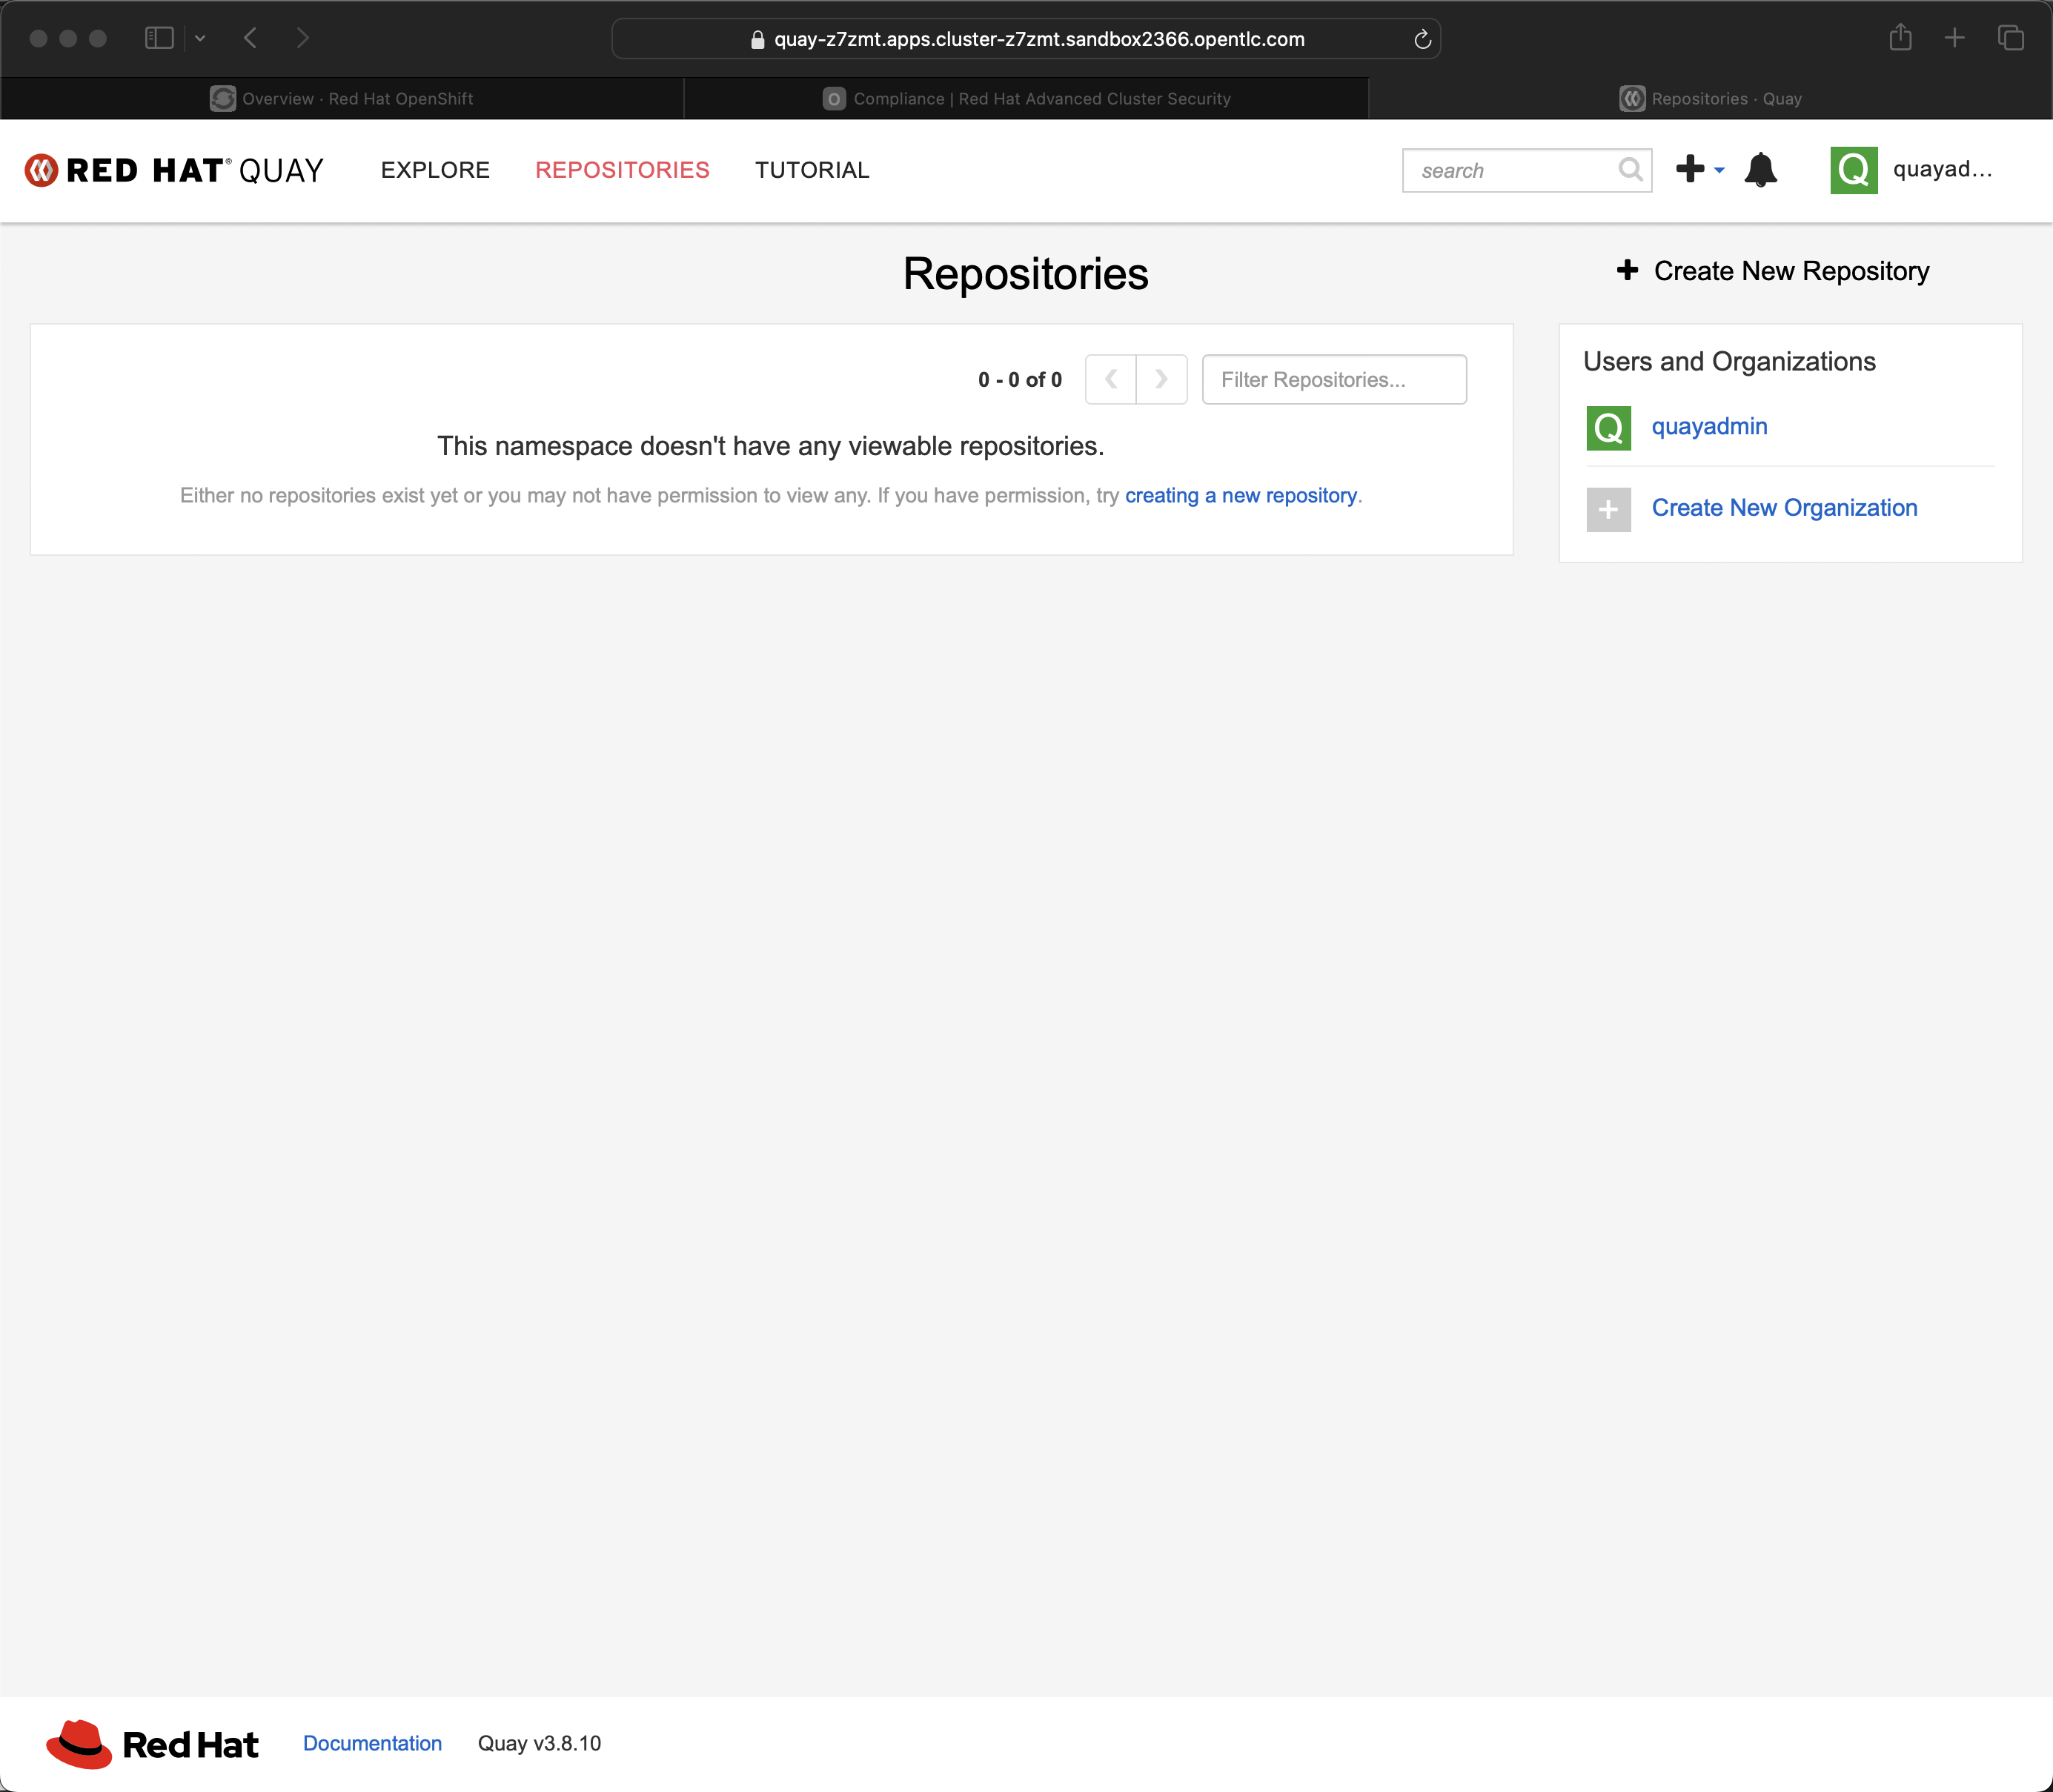 quay-z7zmt.apps.cluster-z7zmt.sandbox2366.opentlc.com
Overview · Red Hat OpenShift
O Compliance | Red Hat Advanced Cluster Security
Repositories · Quay
RED HAT® QUAY EXPLORE REPOSITORIES TUTORIAL search Q quayad...
Repositories
Create New Repository
0 - 0 of 0 Filter Repositories...
This namespace doesn't have any viewable repositories.
Either no repositories exist yet or you may not have permission to view any. If you have permission, try creating a new repository.
Users and Organizations
Q quayadmin
Create New Organization
Red Hat Documentation Quay v3.8.10